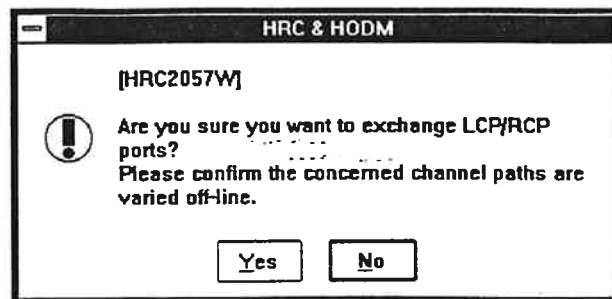 HRC & HODM
[HRC2057W]
Are you sure you want to exchange LCP/RCP
ports?
Please confirm the concerned channel paths are
varied off-line.
Yes
No